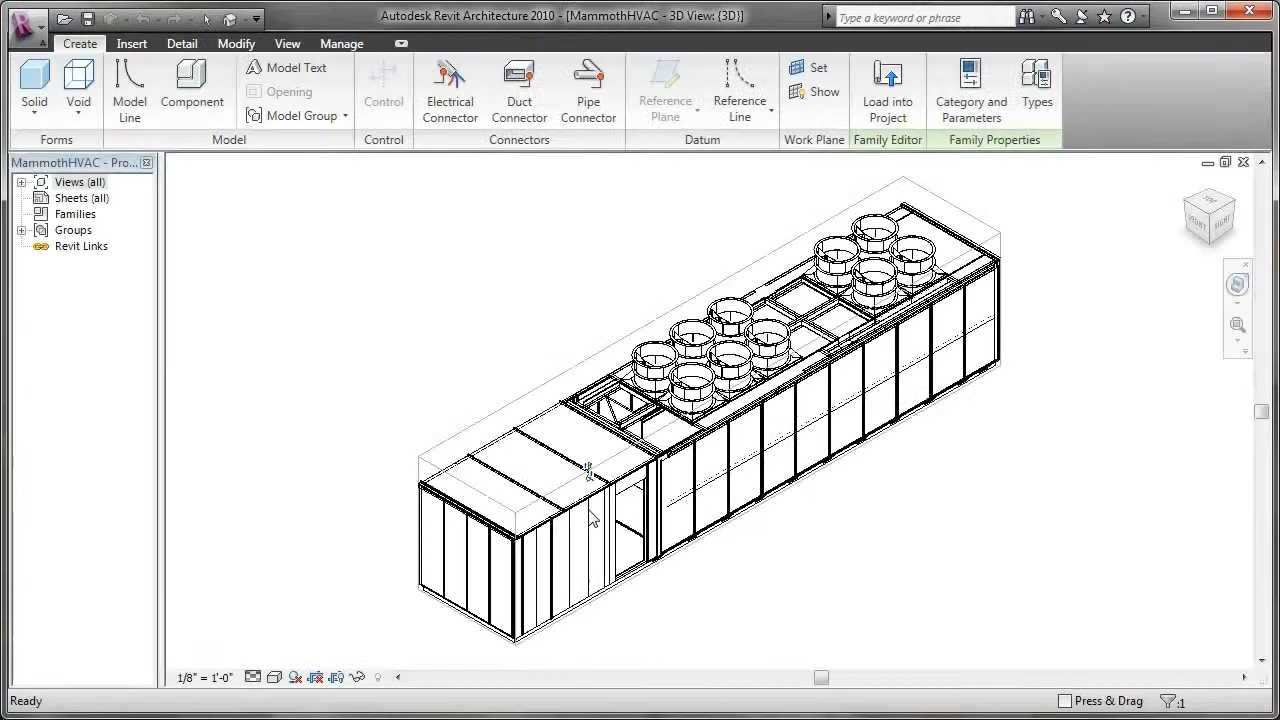 Autodesk Revit Architecture 2010 - [MammothHVAC - 3D View: {3D}]
Type a keyword or phrase
Create Insert Detail Modify View Manage
Solid Void Model Line Component Model Text Opening Model Group Control Electrical Connector Duct Connector Pipe Connector Reference Plane Reference Line Set Show Load into Project Category and Parameters Types
Forms Model Control Connectors Datum Work Plane Family Editor Family Properties
MammothHVAC - Pro...
Views (all)
Sheets (all)
Families
Groups
Revit Links
TOP
FRONT RIGHT
1/8" = 1'-0"
Ready Press & Drag :1